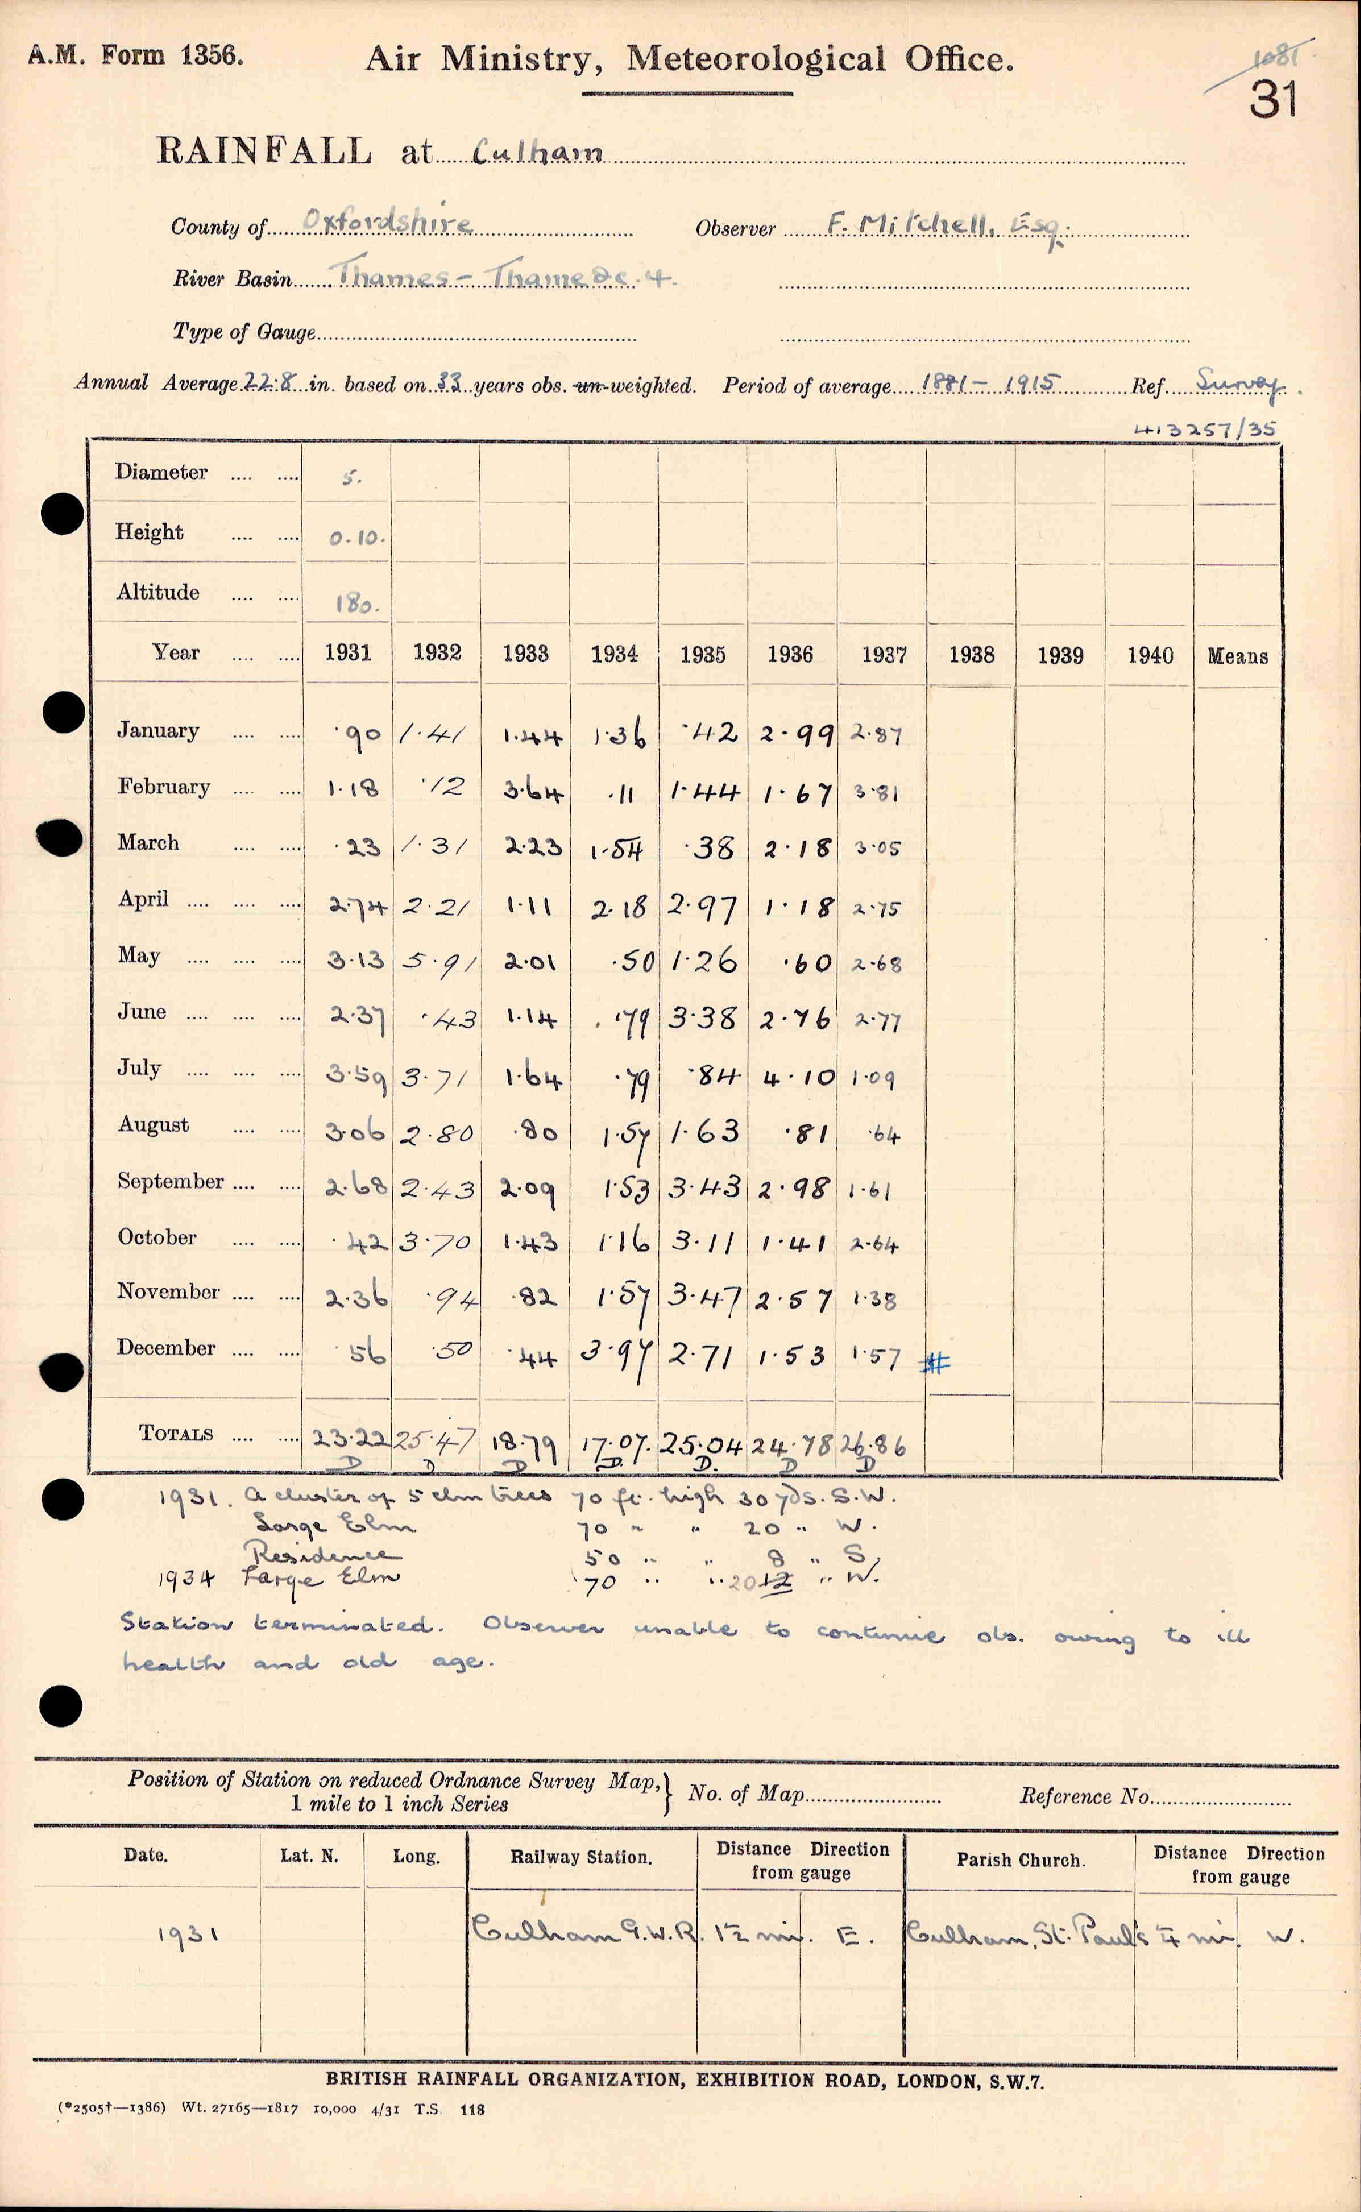 A.M. Form 1356.
Air Ministry, Meteorological Office.
1081
31
RAINFALL at Culham
County of Oxfordshire Observer F. Mitchell, Esq.
River Basin Thames - Thame &c. 4.
Type of Gauge
Annual Average 22.8 in. based on 33 years obs. un-weighted. Period of average 1881 - 1915 Ref. Survey.
413257/35
Diameter .... .... 5.
Height .... .... 0.10.
Altitude .... .... 180.
Year .... .... 1931 1932 1933 1934 1935 1936 1937 1938 1939 1940 Means
January .... .... ·90 1·41 1·44 1·36 ·42 2·99 2·87
February .... .... 1·18 ·12 3·64 ·11 1·44 1·67 3·81
March .... .... ·23 1·31 2·23 1·54 ·38 2·18 3·05
April .... .... .... 2·74 2·21 1·11 2·18 2·97 1·18 2·75
May .... .... .... 3·13 5·91 2·01 ·50 1·26 ·60 2·68
June .... .... .... 2·37 ·43 1·14 ·79 3·38 2·76 2·77
July .... .... .... 3·59 3·71 1·64 ·79 ·84 4·10 1·09
August .... .... 3·06 2·80 ·80 1·57 1·63 ·81 ·64
September .... .... 2·68 2·43 2·09 1·53 3·43 2·98 1·61
October .... .... ·42 3·70 1·43 1·16 3·11 1·41 2·64
November .... .... 2·36 ·94 ·82 1·57 3·47 2·57 1·38
December .... .... ·56 ·50 ·44 3·97 2·71 1·53 1·57 #
TOTALS .... .... 23·22 25·47 18·79 17·07. 25·04 24·78 26·86
D D D D. D. D D
1931. A cluster of 5 elm trees 70 ft. high 30 yds. S.W.
Large Elm 70 " " 20 " W.
Residence 50 " " 8 " S.
1934 Large Elm 70 " " 20 12 " W.
Station terminated. Observer unable to continue obs. owing to ill
health and old age.
Position of Station on reduced Ordnance Survey Map,} No. of Map Reference No.
1 mile to 1 inch Series
Date. Lat. N. Long. Railway Station. Distance Direction from gauge Parish Church. Distance Direction from gauge
1931 Culham G.W.R. 1½ mi. E. Culham, St. Paul's ¼ mi. W.
BRITISH RAINFALL ORGANIZATION, EXHIBITION ROAD, LONDON, S.W.7.
(*2505†—1386) Wt. 27165—1817 10,000 4/31 T.S. 118